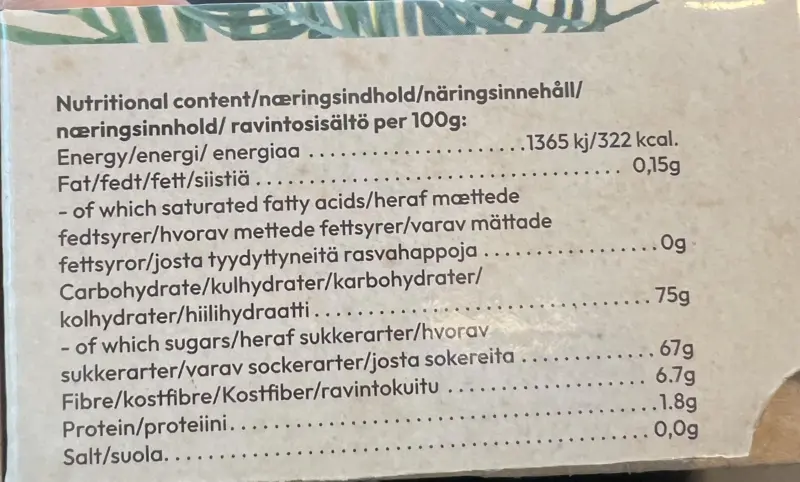 Nutritional content/næringsindhold/näringsinnehåll/
næringsinnhold/ ravintosisältö per 100g:
Energy/energi/ energiaa ......................1365 kj/322 kcal.
Fat/fedt/fett/siistiä .................................. 0,15g
- of which saturated fatty acids/heraf mættede
fedtsyrer/hvorav mettede fettsyrer/varav mättade
fettsyror/josta tyydyttyneitä rasvahappoja .................0g
Carbohydrate/kulhydrater/karbohydrater/
kolhydrater/hiilihydraatti ................................75g
- of which sugars/heraf sukkerarter/hvorav
sukkerarter/varav sockerarter/josta sokereita ............. 67g
Fibre/kostfibre/Kostfiber/ravintokuitu ................... 6.7g
Protein/proteiini.........................................1.8g
Salt/suola............................................... 0,0g